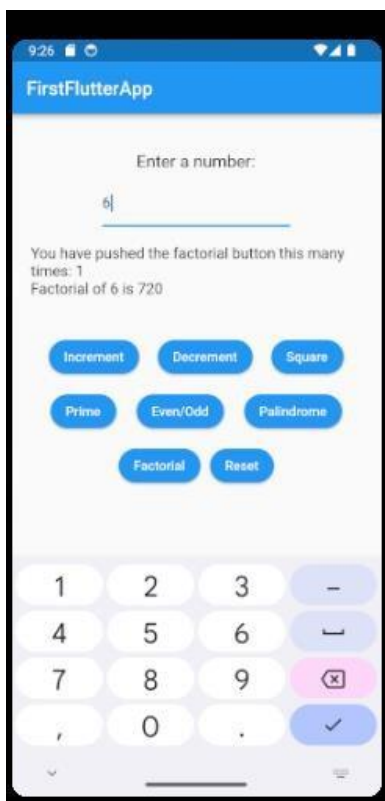 9:26
FirstFlutterApp
Enter a number:
6
You have pushed the factorial button this many
times: 1
Factorial of 6 is 720
Increment Decrement Square
Prime Even/Odd Palindrome
Factorial Reset
1 2 3 –
4 5 6
7 8 9
, 0 .